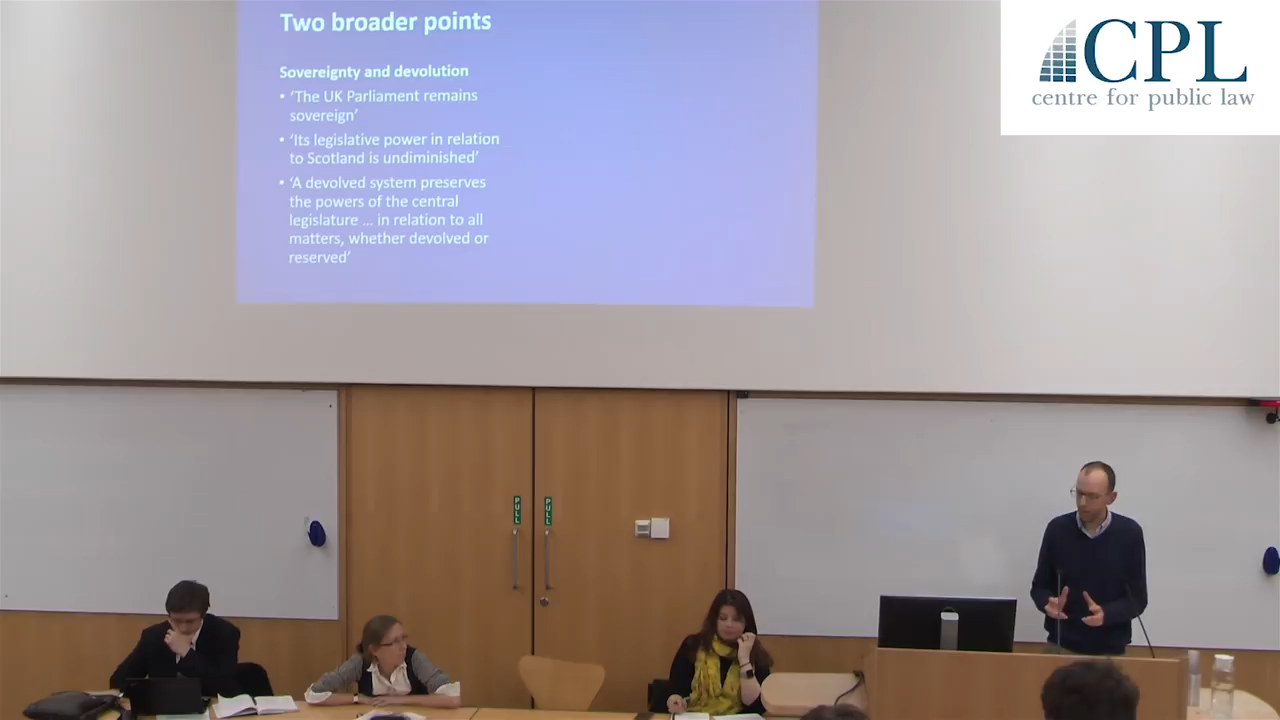 Two broader points
Sovereignty and devolution
• ‘The UK Parliament remains
sovereign’
• ‘Its legislative power in relation
to Scotland is undiminished’
• ‘A devolved system preserves
the powers of the central
legislature ... in relation to all
matters, whether devolved or
reserved’
CPL
centre for public law
PULL
PULL